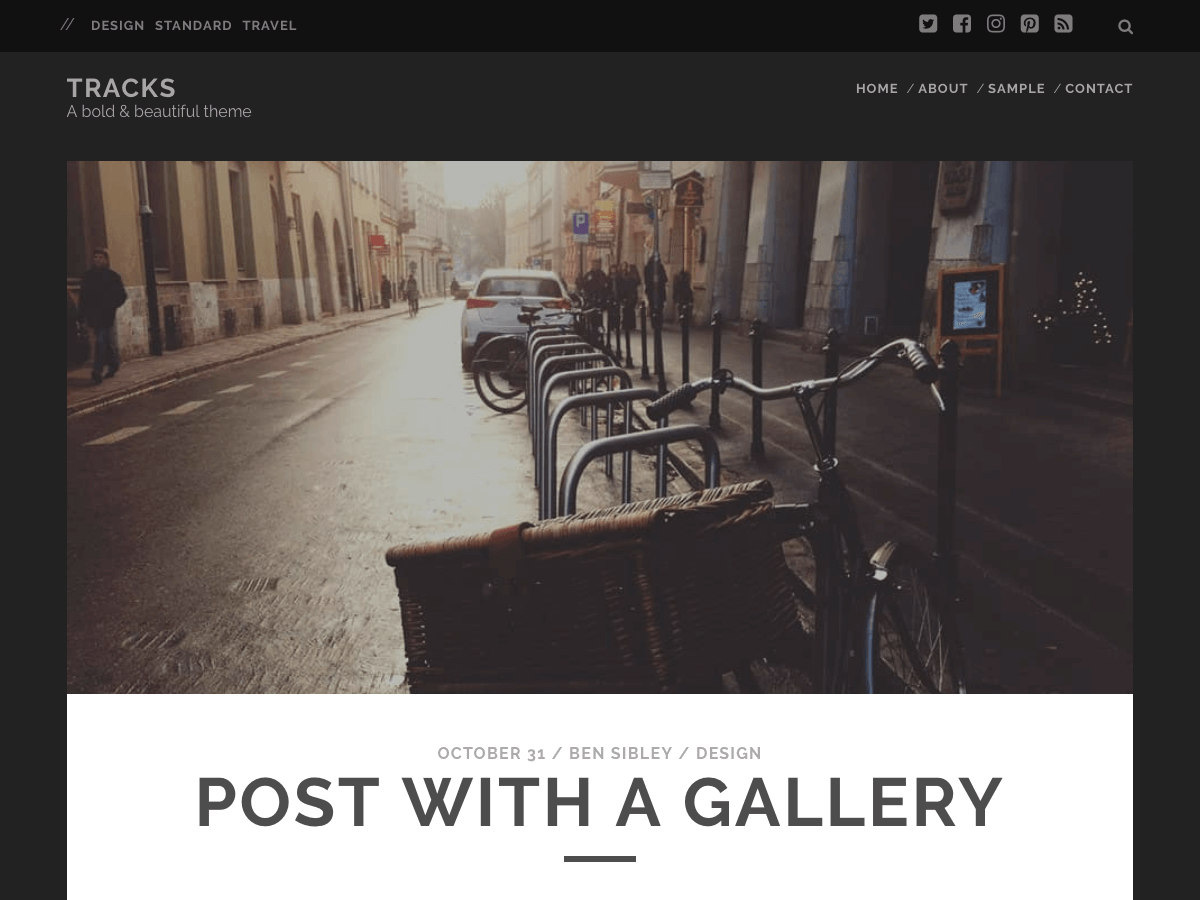 // DESIGN STANDARD TRAVEL
TRACKS
A bold & beautiful theme
HOME / ABOUT / SAMPLE / CONTACT
P
OCTOBER 31 / BEN SIBLEY / DESIGN
POST WITH A GALLERY